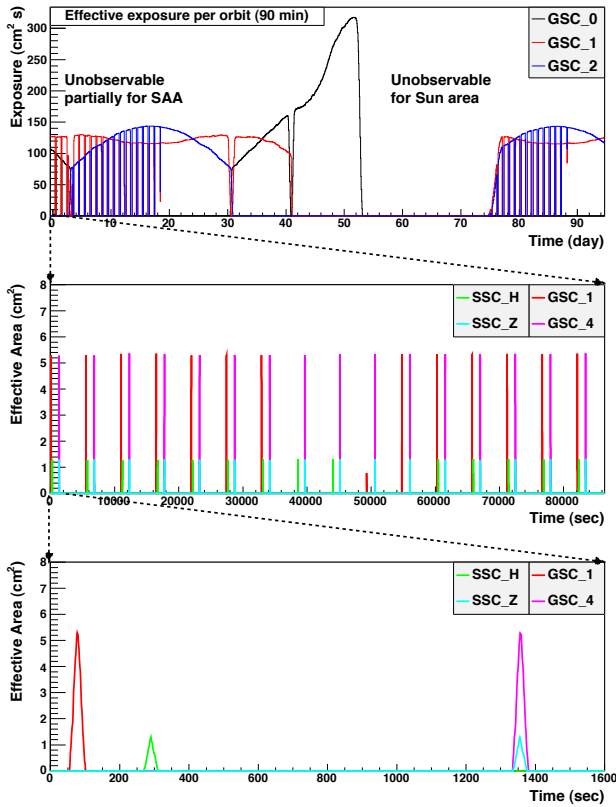 Effective exposure per orbit (90 min)
GSC_0
GSC_1
GSC_2
Unobservable
partially for SAA
Unobservable
for Sun area
Exposure (cm² s)
300
250
200
150
100
50
0
0 10 20 30 40 50 60 70 80 90
Time (day)
SSC_H GSC_1
SSC_Z GSC_4
Effective Area (cm²)
8
7
6
5
4
3
2
1
0
0 10000 20000 30000 40000 50000 60000 70000 80000
Time (sec)
SSC_H GSC_1
SSC_Z GSC_4
Effective Area (cm²)
8
7
6
5
4
3
2
1
0
0 200 400 600 800 1000 1200 1400 1600
Time (sec)